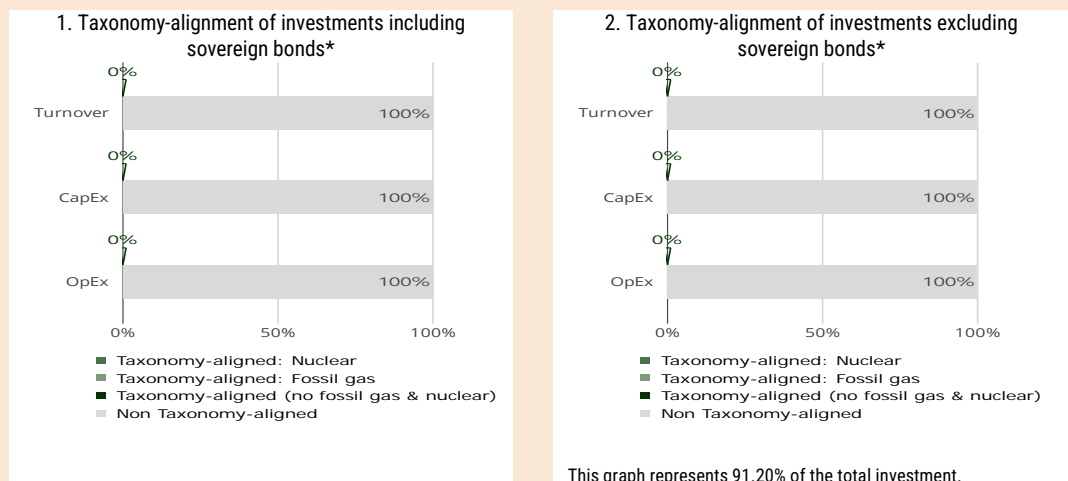 1. Taxonomy-alignment of investments including
sovereign bonds*
0%
Turnover
100%
0%
CapEx
100%
0%
OpEx
100%
0%
50%
100%
Taxonomy-aligned: Nuclear
Taxonomy-aligned: Fossil gas
Taxonomy-aligned (no fossil gas & nuclear)
Non Taxonomy-aligned
2. Taxonomy-alignment of investments excluding
sovereign bonds*
0%
Turnover
100%
0%
CapEx
100%
0%
OpEx
100%
0%
50%
100%
Taxonomy-aligned: Nuclear
Taxonomy-aligned: Fossil gas
Taxonomy-aligned (no fossil gas & nuclear)
Non Taxonomy-aligned
This graph represents 91.20% of the total investment.